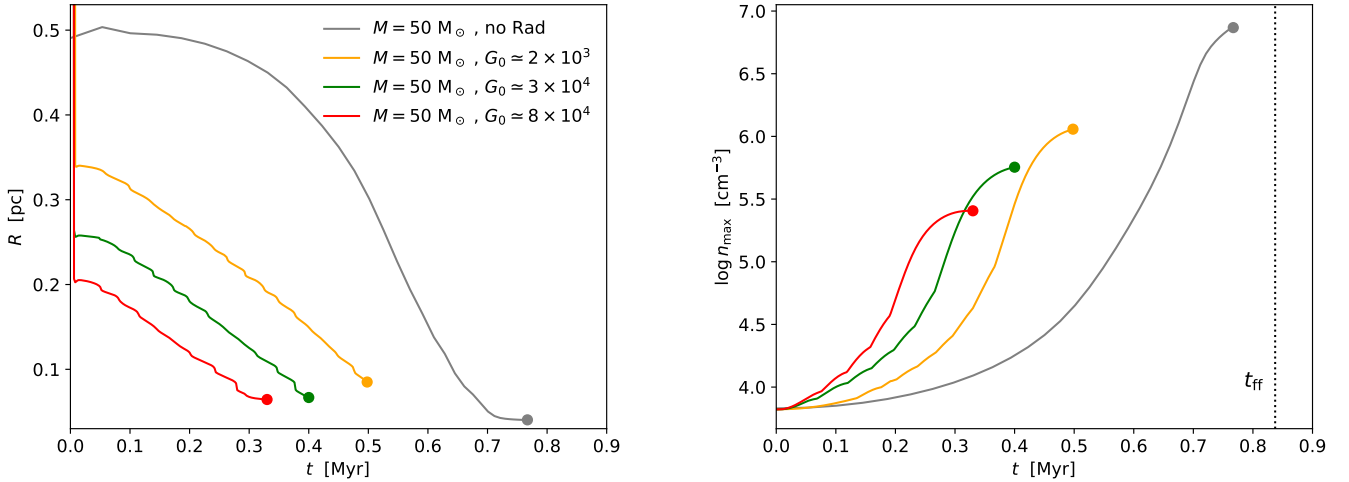 0.5
0.4
0.3
0.2
0.1
R [pc]
M = 50 M⊙ , no Rad
M = 50 M⊙ , G₀ ≃ 2 × 10³
M = 50 M⊙ , G₀ ≃ 3 × 10⁴
M = 50 M⊙ , G₀ ≃ 8 × 10⁴
0.0 0.1 0.2 0.3 0.4 0.5 0.6 0.7 0.8 0.9
t [Myr]
7.0
6.5
6.0
5.5
5.0
4.5
4.0
log nₘₐₓ [cm⁻³]
t_ff
0.0 0.1 0.2 0.3 0.4 0.5 0.6 0.7 0.8 0.9
t [Myr]